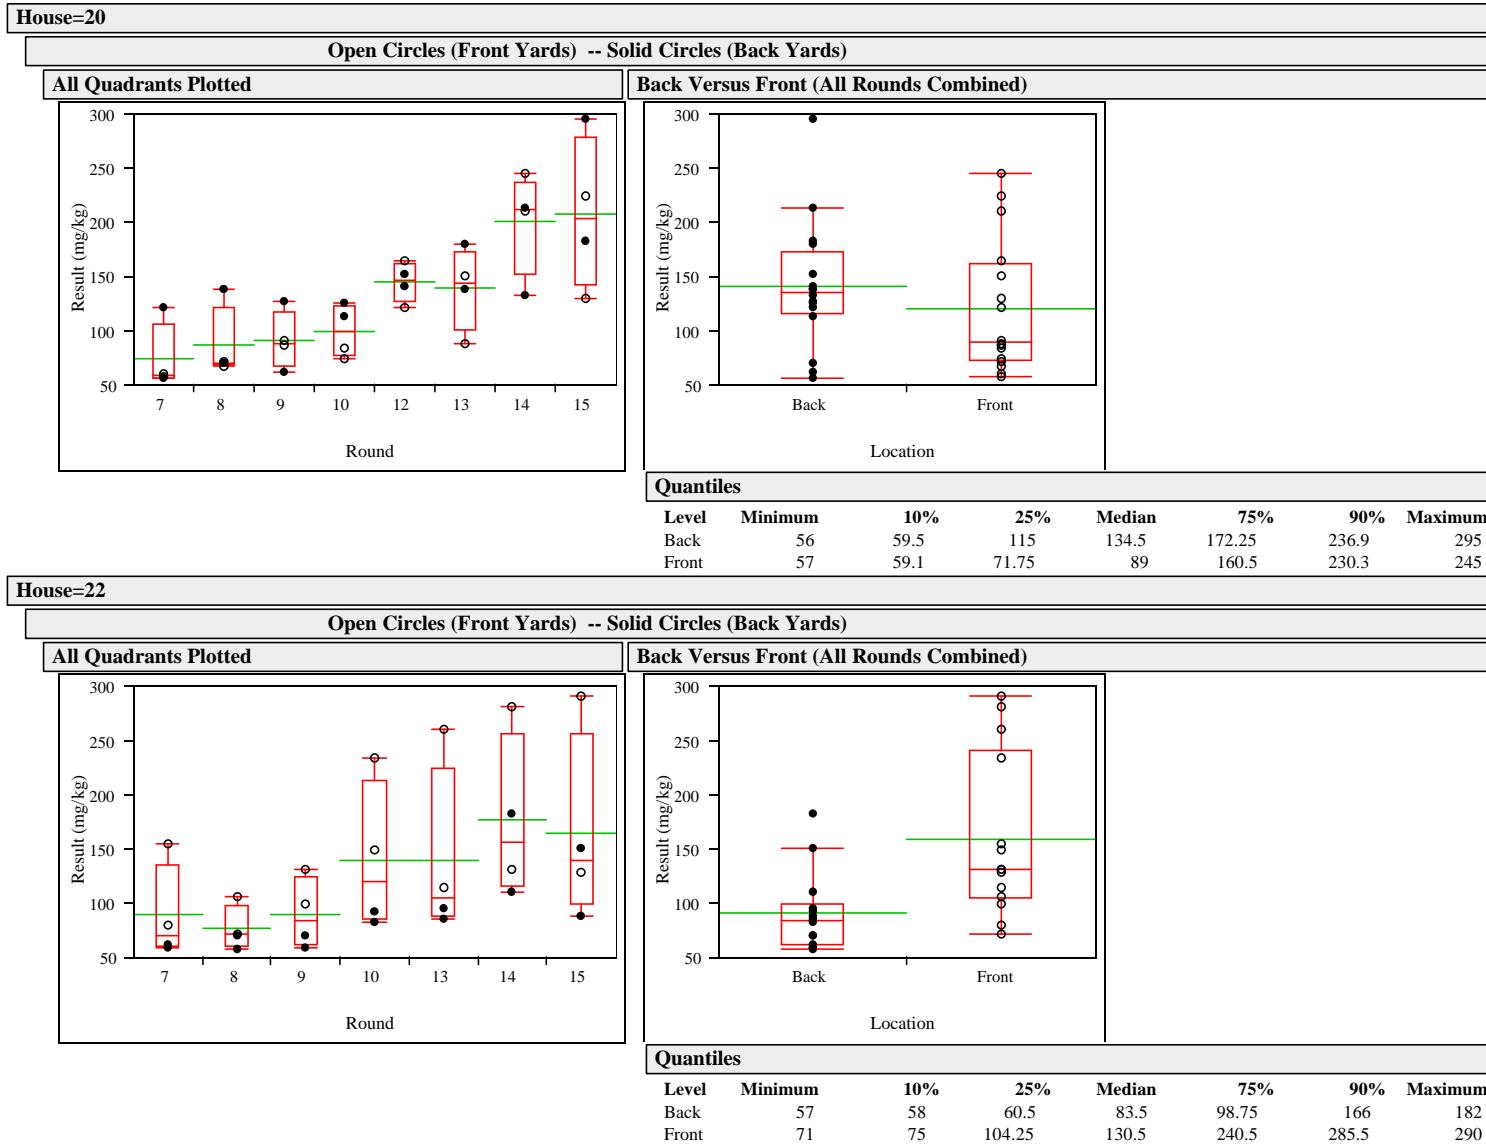 House=20
Open Circles (Front Yards) -- Solid Circles (Back Yards)
All Quadrants Plotted
Back Versus Front (All Rounds Combined)
300
250
200
150
100
50
Result (mg/kg)
7 8 9 10 12 13 14 15
Round
300
250
200
150
100
50
Result (mg/kg)
Back Front
Location
Quantiles
Level Minimum 10% 25% Median 75% 90% Maximum
Back 56 59.5 115 134.5 172.25 236.9 295
Front 57 59.1 71.75 89 160.5 230.3 245
House=22
Open Circles (Front Yards) -- Solid Circles (Back Yards)
All Quadrants Plotted
Back Versus Front (All Rounds Combined)
300
250
200
150
100
50
Result (mg/kg)
7 8 9 10 13 14 15
Round
300
250
200
150
100
50
Result (mg/kg)
Back Front
Location
Quantiles
Level Minimum 10% 25% Median 75% 90% Maximum
Back 57 58 60.5 83.5 98.75 166 182
Front 71 75 104.25 130.5 240.5 285.5 290